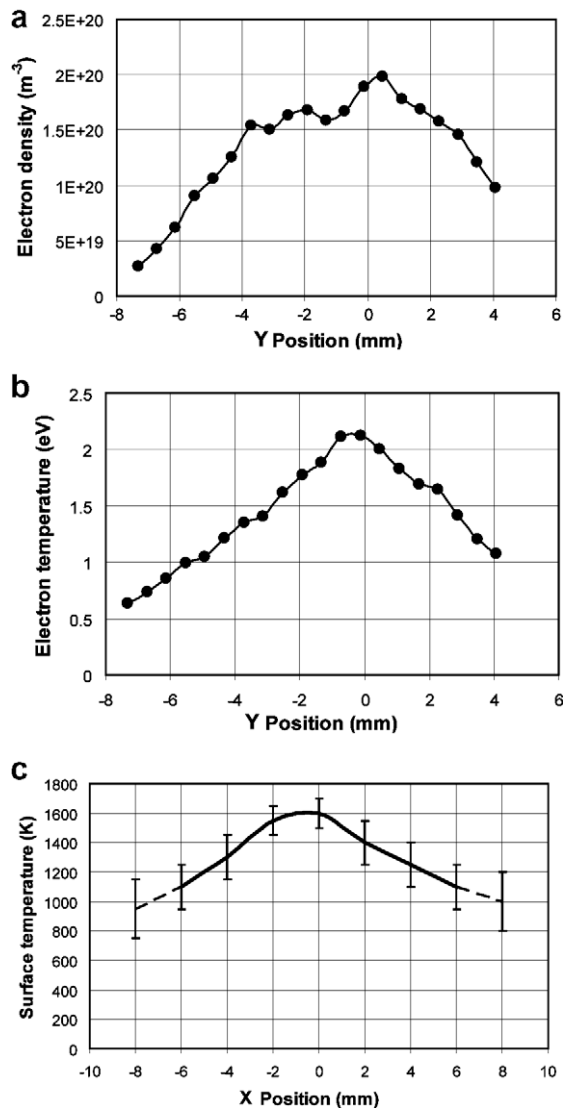 a
Electron density (m⁻³)
2.5E+20
2E+20
1.5E+20
1E+20
5E+19
0
-8 -6 -4 -2 0 2 4 6
Y Position (mm)
b
Electron temperature (eV)
2.5
2
1.5
1
0.5
0
-8 -6 -4 -2 0 2 4 6
Y Position (mm)
c
Surface temperature (K)
1800
1600
1400
1200
1000
800
600
400
200
0
-10 -8 -6 -4 -2 0 2 4 6 8 10
X Position (mm)